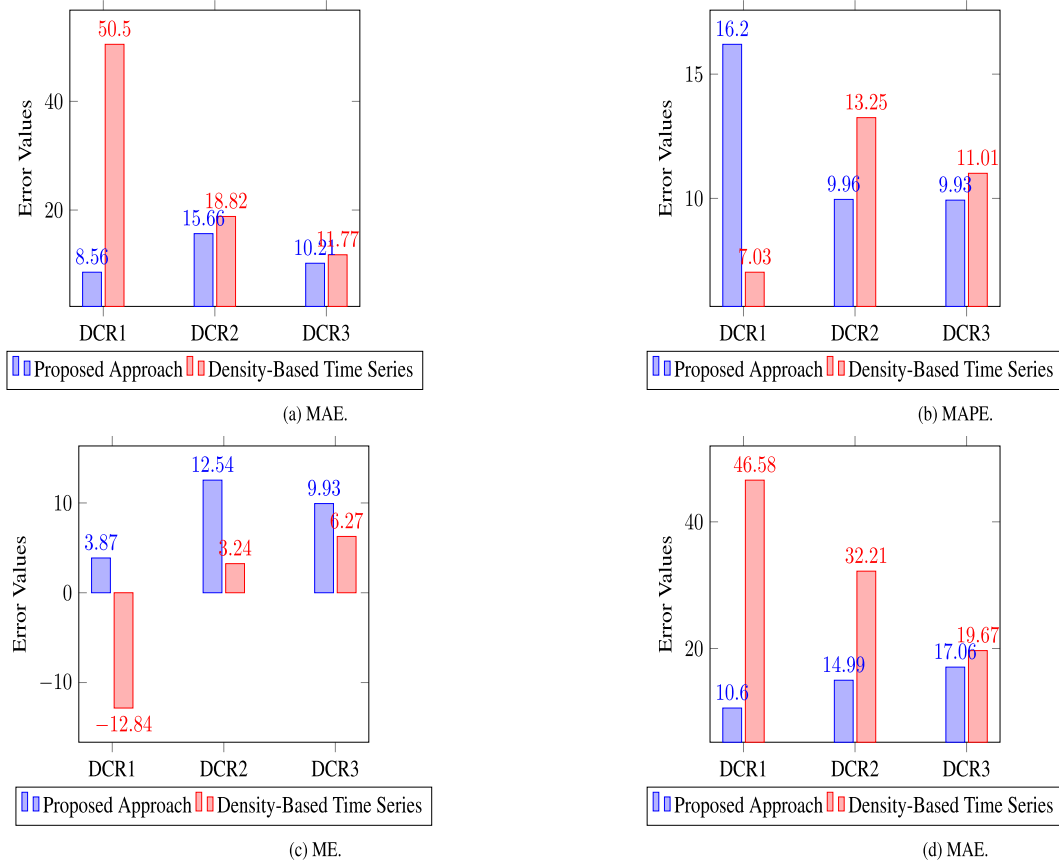 50.5
40
20
Error Values
8.56
15.66
18.82
10.21
11.77
DCR1 DCR2 DCR3
Proposed Approach Density-Based Time Series
(a) MAE.
16.2
15
10
Error Values
7.03
9.96
13.25
9.93
11.01
DCR1 DCR2 DCR3
Proposed Approach Density-Based Time Series
(b) MAPE.
10
0
−10
Error Values
3.87
−12.84
12.54
3.24
9.93
6.27
DCR1 DCR2 DCR3
Proposed Approach Density-Based Time Series
(c) ME.
40
20
Error Values
10.6
46.58
14.99
32.21
17.06
19.67
DCR1 DCR2 DCR3
Proposed Approach Density-Based Time Series
(d) MAE.